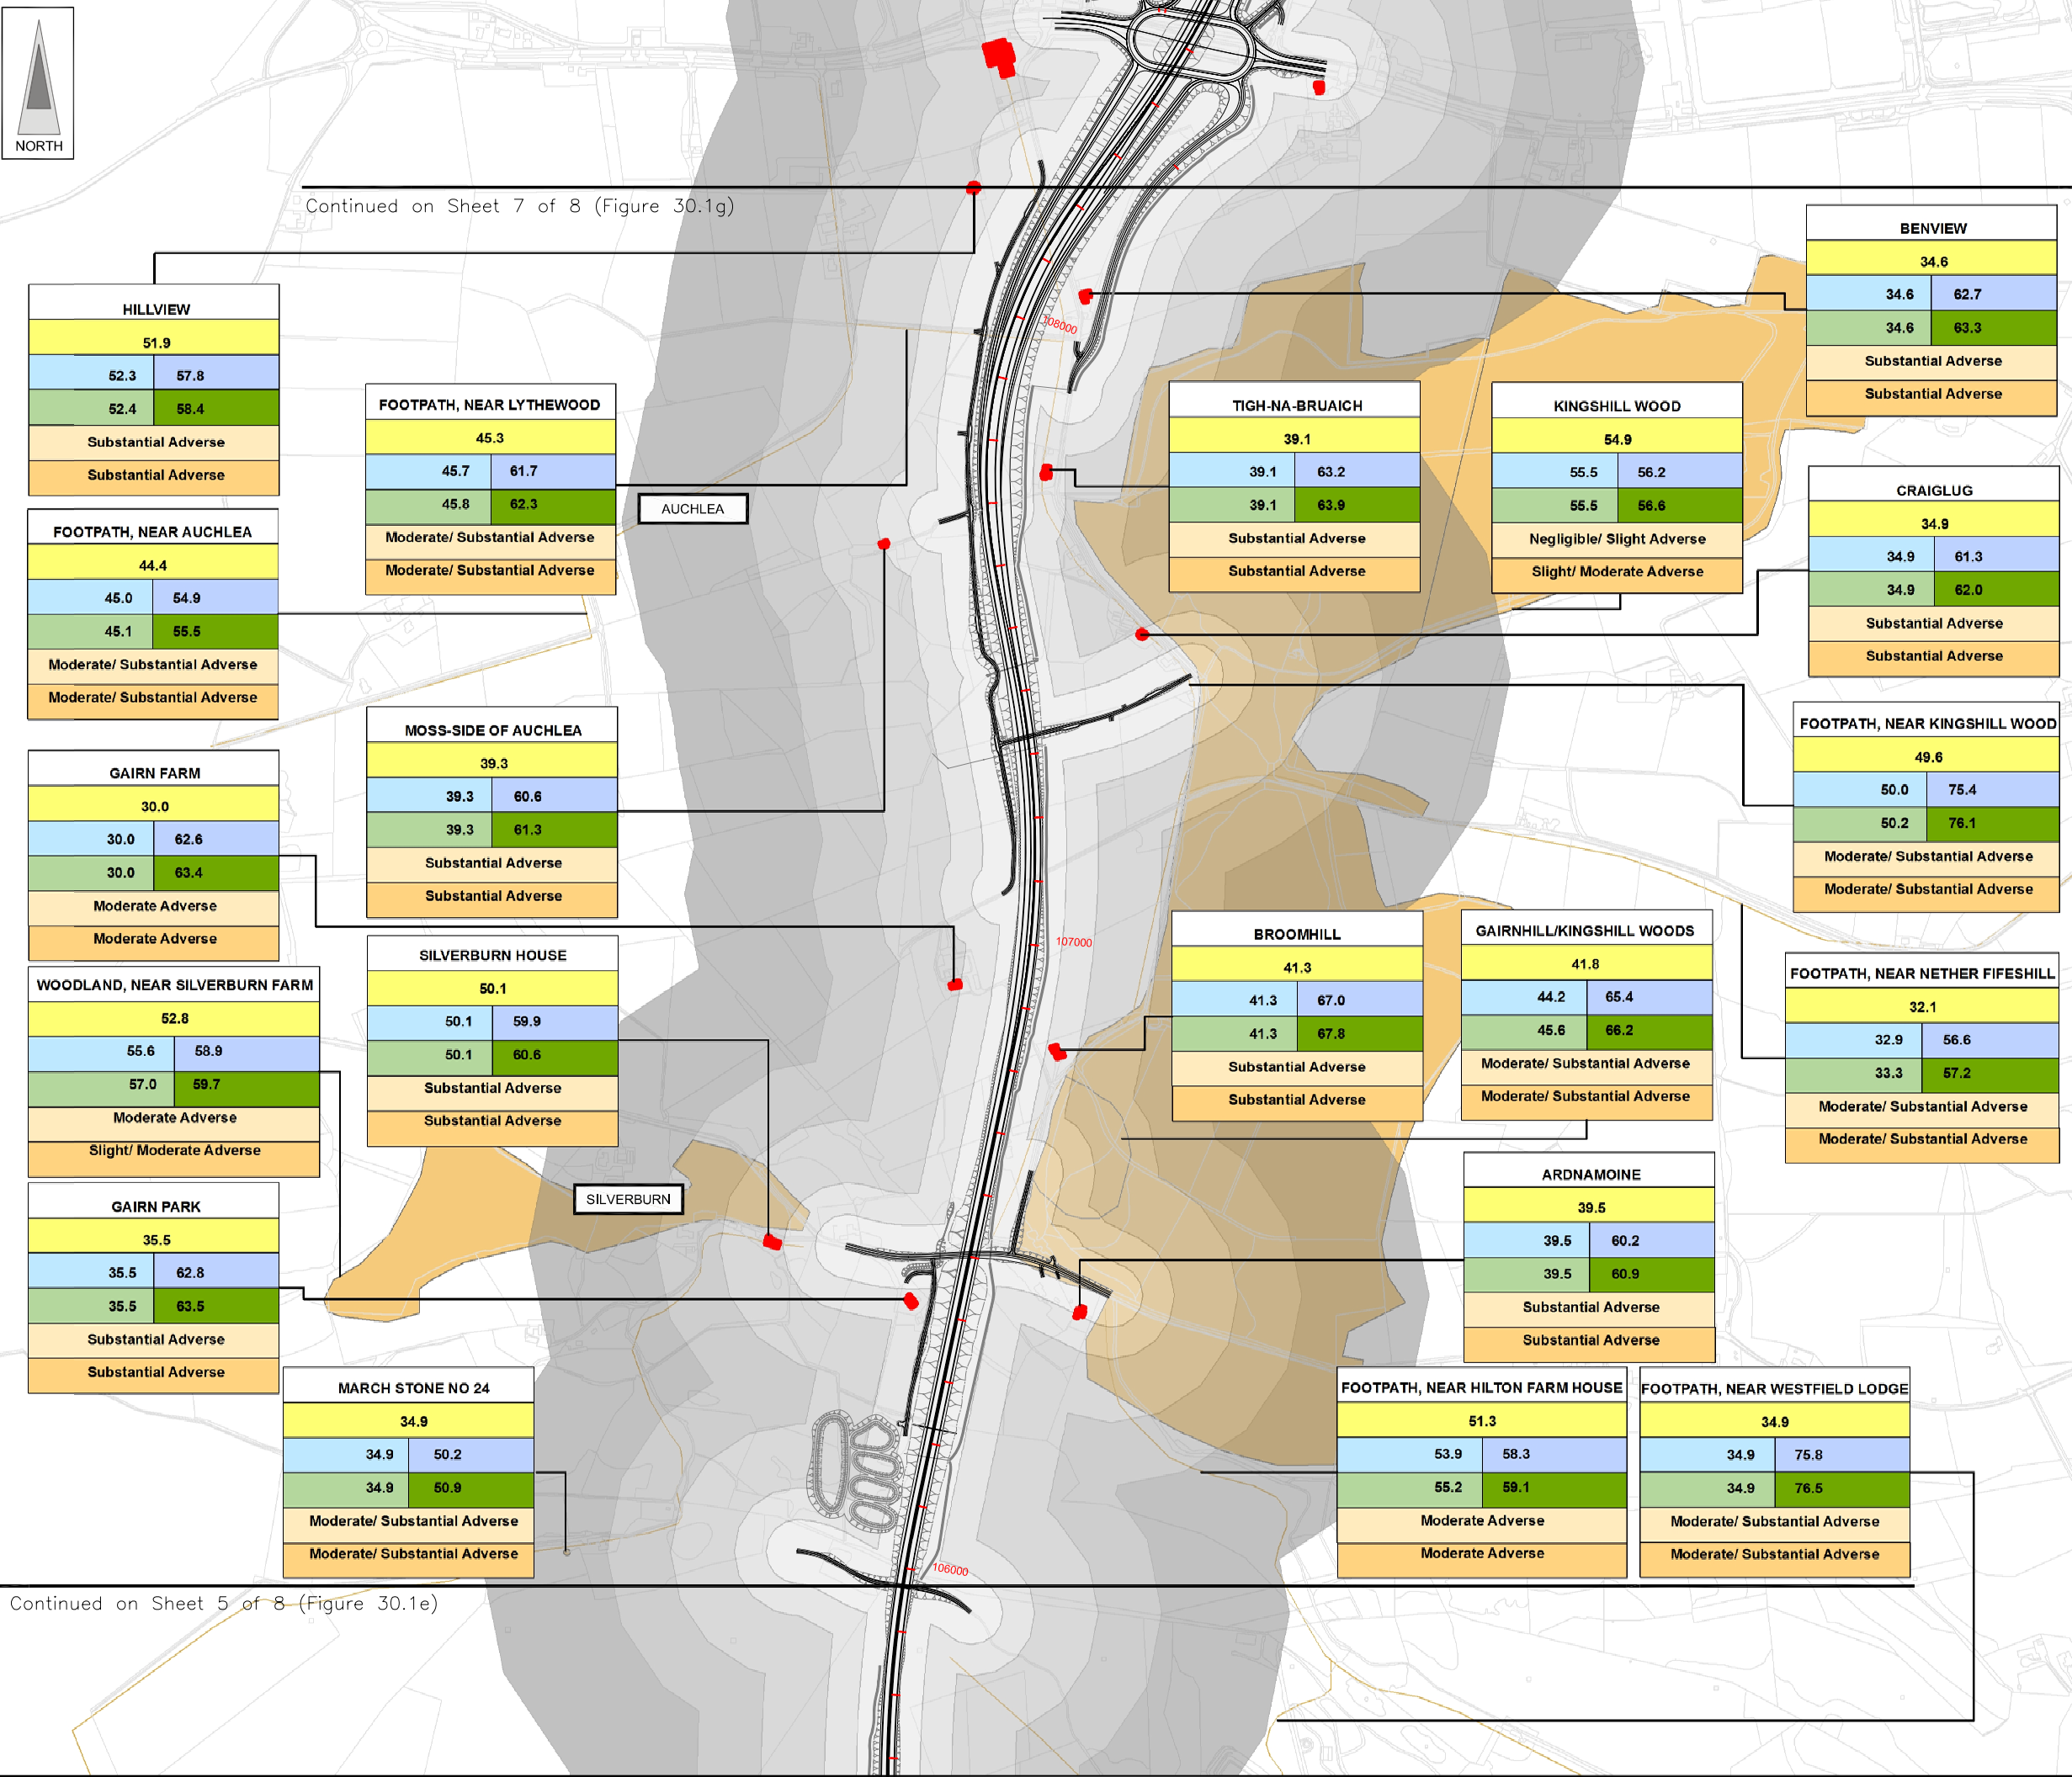 NORTH
Continued on Sheet 7 of 8 (Figure 30.1g)
HILLVIEW
51.9
52.3 57.8
52.4 58.4
Substantial Adverse
Substantial Adverse
FOOTPATH, NEAR LYTHEWOOD
45.3
45.7 61.7
45.8 62.3
Moderate/ Substantial Adverse
Moderate/ Substantial Adverse
AUCHLEA
FOOTPATH, NEAR AUCHLEA
44.4
45.0 54.9
45.1 55.5
Moderate/ Substantial Adverse
Moderate/ Substantial Adverse
MOSS-SIDE OF AUCHLEA
39.3
39.3 60.6
39.3 61.3
Substantial Adverse
Substantial Adverse
GAIRN FARM
30.0
30.0 62.6
30.0 63.4
Moderate Adverse
Moderate Adverse
SILVERBURN HOUSE
50.1
50.1 59.9
50.1 60.6
Substantial Adverse
Substantial Adverse
WOODLAND, NEAR SILVERBURN FARM
52.8
55.6 58.9
57.0 59.7
Moderate Adverse
Slight/ Moderate Adverse
SILVERBURN
GAIRN PARK
35.5
35.5 62.8
35.5 63.5
Substantial Adverse
Substantial Adverse
MARCH STONE NO 24
34.9
34.9 50.2
34.9 50.9
Moderate/ Substantial Adverse
Moderate/ Substantial Adverse
108000
107000
106000
BENVIEW
34.6
34.6 62.7
34.6 63.3
Substantial Adverse
Substantial Adverse
TIGH-NA-BRUAICH
39.1
39.1 63.2
39.1 63.9
Substantial Adverse
Substantial Adverse
KINGSHILL WOOD
54.9
55.5 56.2
55.5 56.6
Negligible/ Slight Adverse
Slight/ Moderate Adverse
CRAIGLUG
34.9
34.9 61.3
34.9 62.0
Substantial Adverse
Substantial Adverse
FOOTPATH, NEAR KINGSHILL WOOD
49.6
50.0 75.4
50.2 76.1
Moderate/ Substantial Adverse
Moderate/ Substantial Adverse
BROOMHILL
41.3
41.3 67.0
41.3 67.8
Substantial Adverse
Substantial Adverse
GAIRNHILL/KINGSHILL WOODS
41.8
44.2 65.4
45.6 66.2
Moderate/ Substantial Adverse
Moderate/ Substantial Adverse
FOOTPATH, NEAR NETHER FIFESHILL
32.1
32.9 56.6
33.3 57.2
Moderate/ Substantial Adverse
Moderate/ Substantial Adverse
ARDNAMOINE
39.5
39.5 60.2
39.5 60.9
Substantial Adverse
Substantial Adverse
FOOTPATH, NEAR HILTON FARM HOUSE
51.3
53.9 58.3
55.2 59.1
Moderate Adverse
Moderate Adverse
FOOTPATH, NEAR WESTFIELD LODGE
34.9
34.9 75.8
34.9 76.5
Moderate/ Substantial Adverse
Moderate/ Substantial Adverse
Continued on Sheet 5 of 8 (Figure 30.1e)